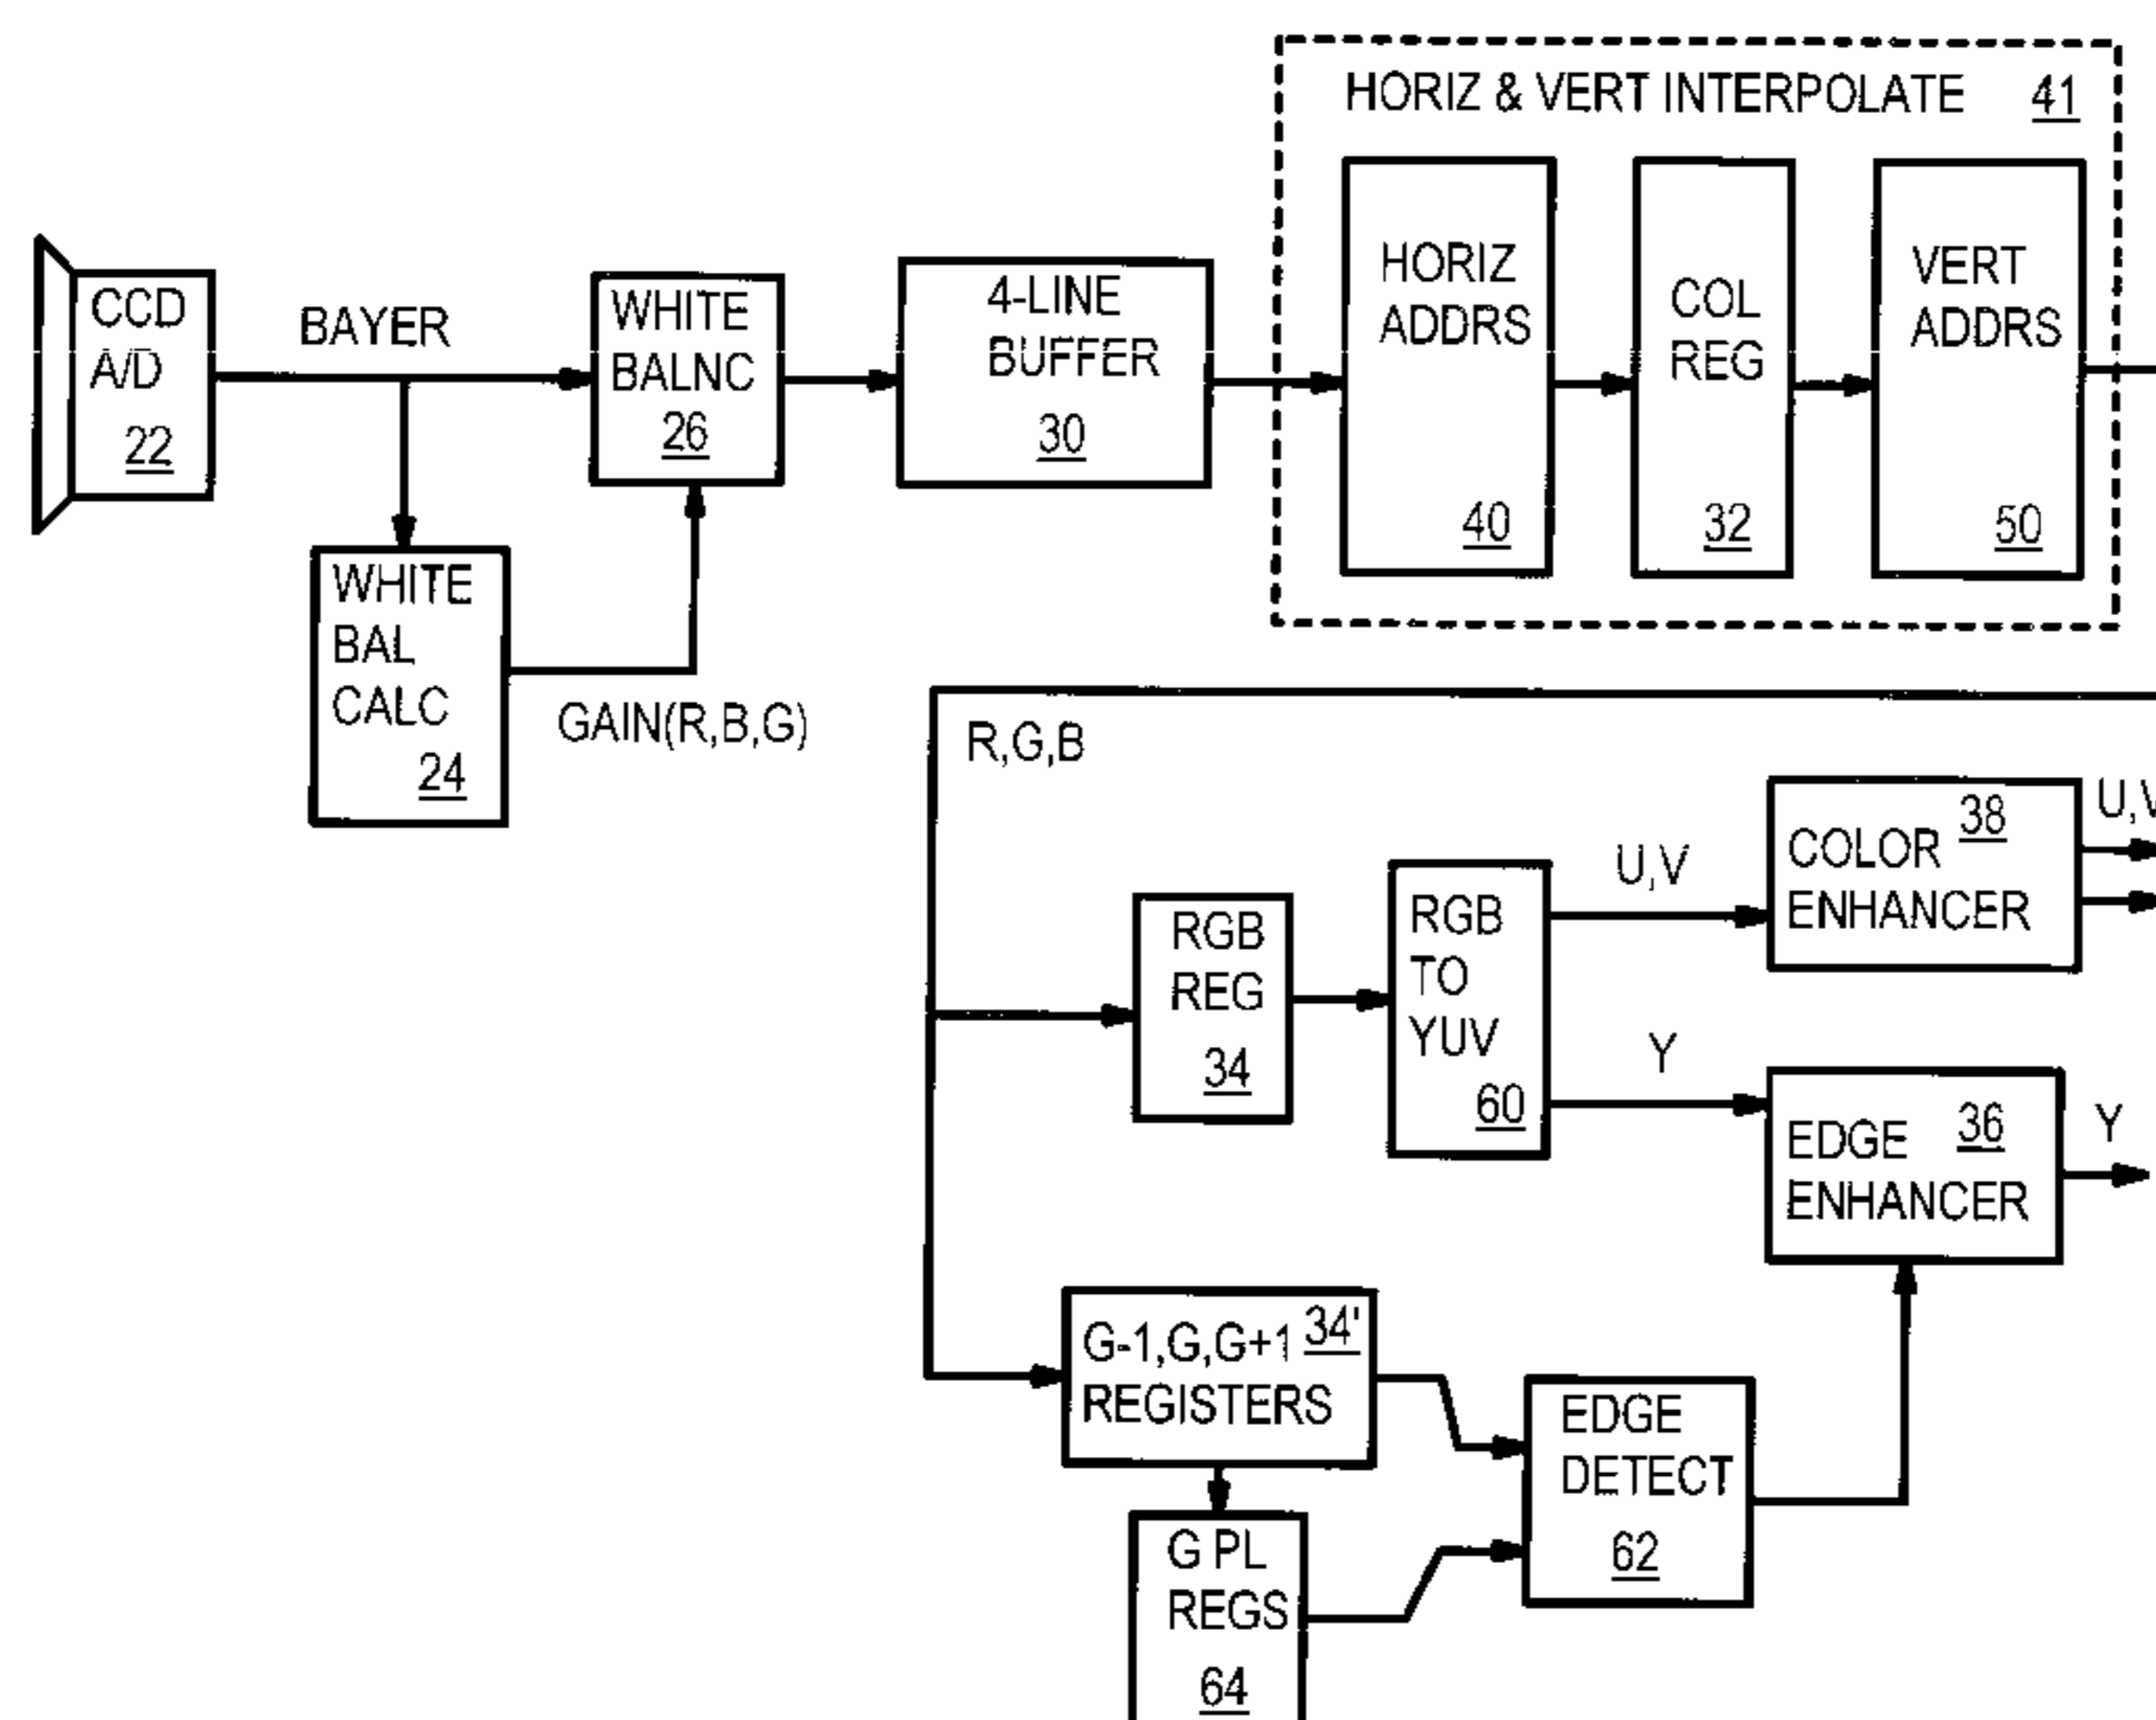 HORIZ & VERT INTERPOLATE 41
CCD
A/D
22
BAYER
WHITE
BALNC
26
4-LINE
BUFFER
30
HORIZ
ADDRS
40
COL
REG
32
VERT
ADDRS
50
WHITE
BAL
CALC
24
GAIN(R,B,G)
R,G,B
RGB
REG
34
RGB
TO
YUV
60
U,V
Y
38
COLOR
ENHANCER
U,V
36
EDGE
ENHANCER
Y
G-1,G,G+1 34'
REGISTERS
G PL
REGS
64
EDGE
DETECT
62